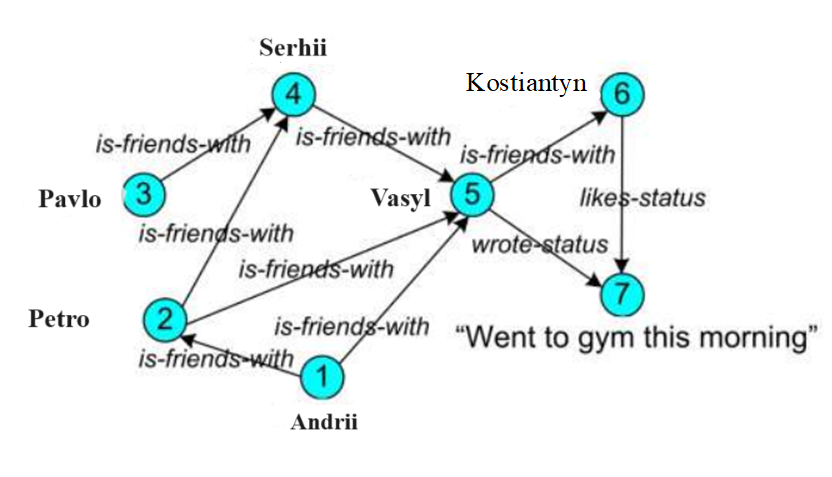 Serhii
Kostiantyn
4
6
is-friends-with
is-friends-with
is-friends-with
Pavlo
3
Vasyl
5
likes-status
is-friends-with
wrote-status
is-friends-with
7
Petro
2
is-friends-with
"Went to gym this morning"
is-friends-with
1
Andrii